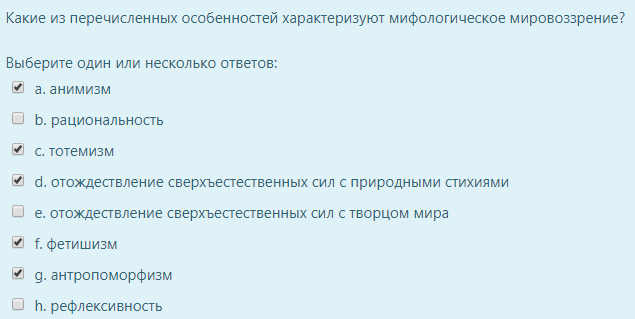 Какие из перечисленных особенностей характеризуют мифологическое мировоззрение?
Выберите один или несколько ответов:
a. анимизм
b. рациональность
c. тотемизм
d. отождествление сверхъестественных сил с природными стихиями
e. отождествление сверхъестественных сил с творцом мира
f. фетишизм
g. антропоморфизм
h. рефлексивность